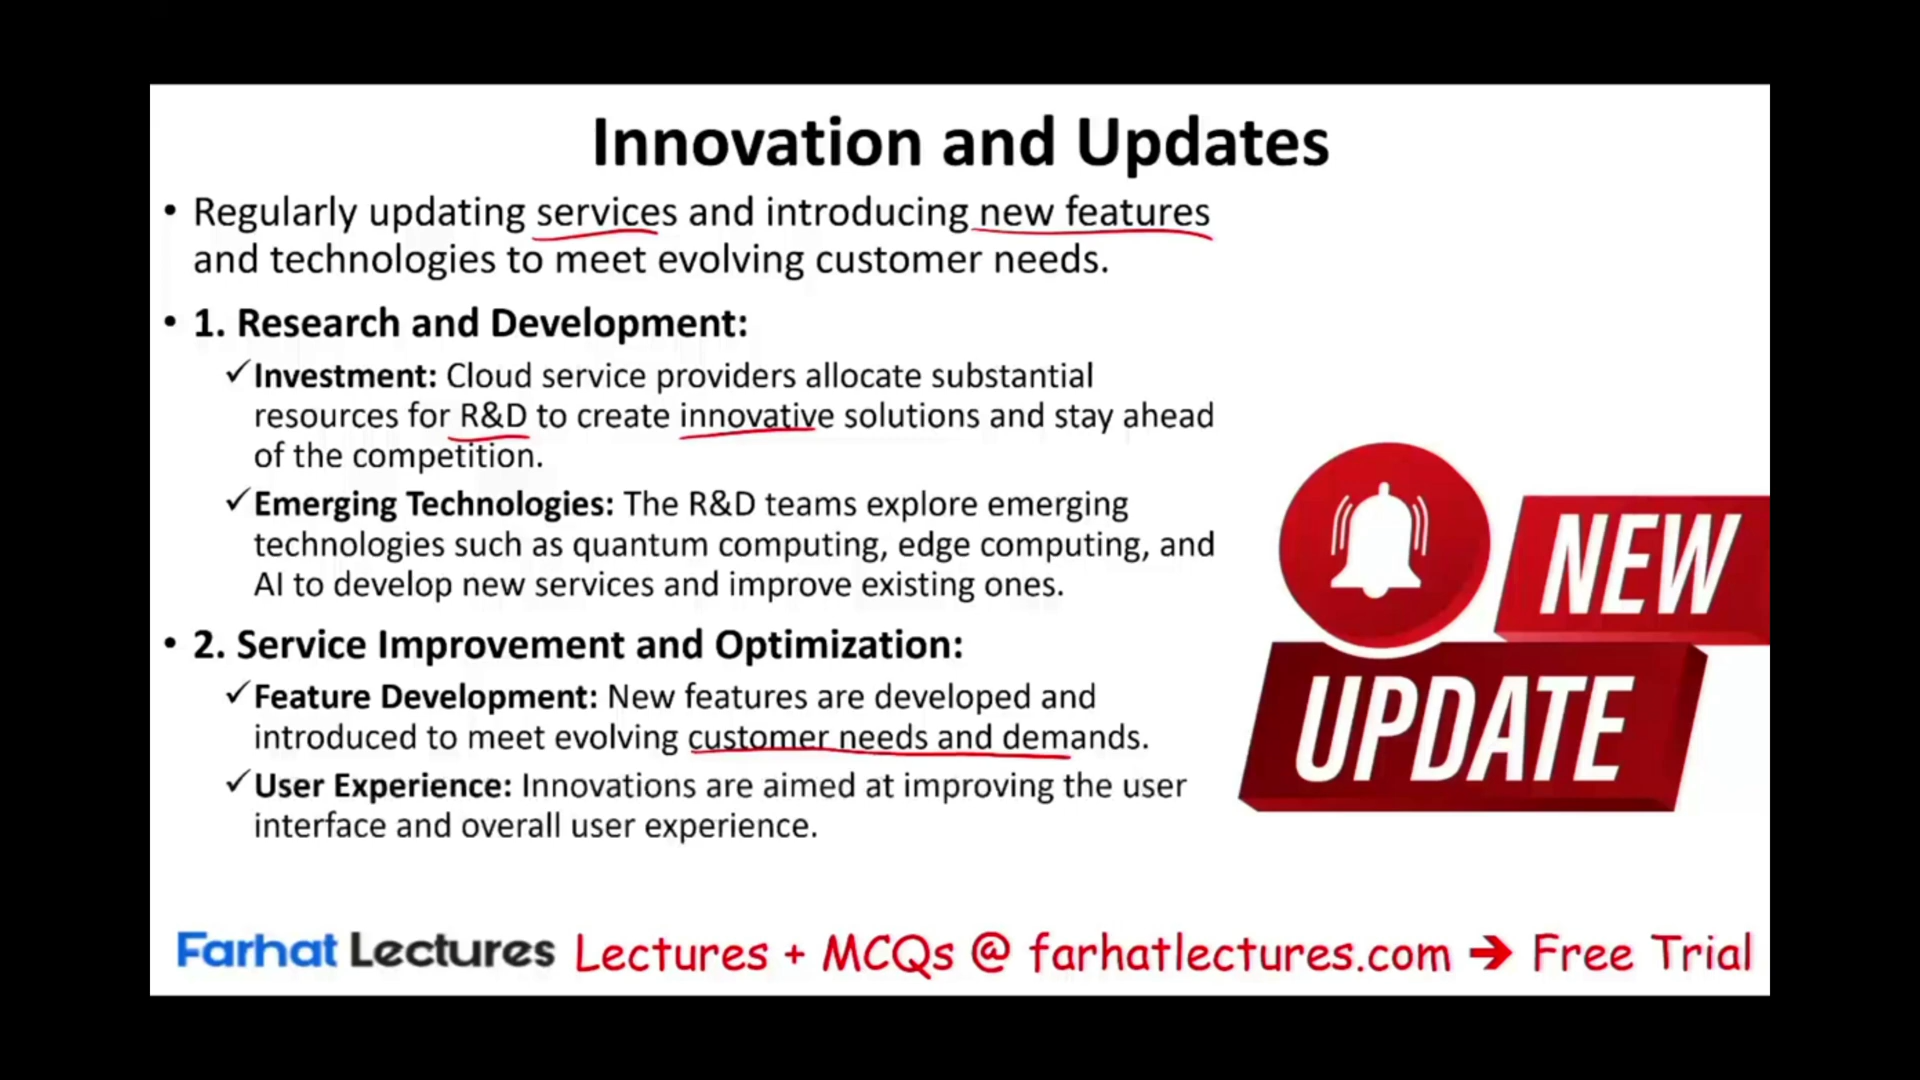 Innovation and Updates
• Regularly updating services and introducing new features
and technologies to meet evolving customer needs.
• 1. Research and Development:
✓Investment: Cloud service providers allocate substantial
resources for R&D to create innovative solutions and stay ahead
of the competition.
✓Emerging Technologies: The R&D teams explore emerging
technologies such as quantum computing, edge computing, and
AI to develop new services and improve existing ones.
NEW
• 2. Service Improvement and Optimization:
✓Feature Development: New features are developed and
introduced to meet evolving customer needs and demands.
UPDATE
✓User Experience: Innovations are aimed at improving the user
interface and overall user experience.
Farhat Lectures Lectures + MCQs @ farhatlectures.com ➔ Free Trial